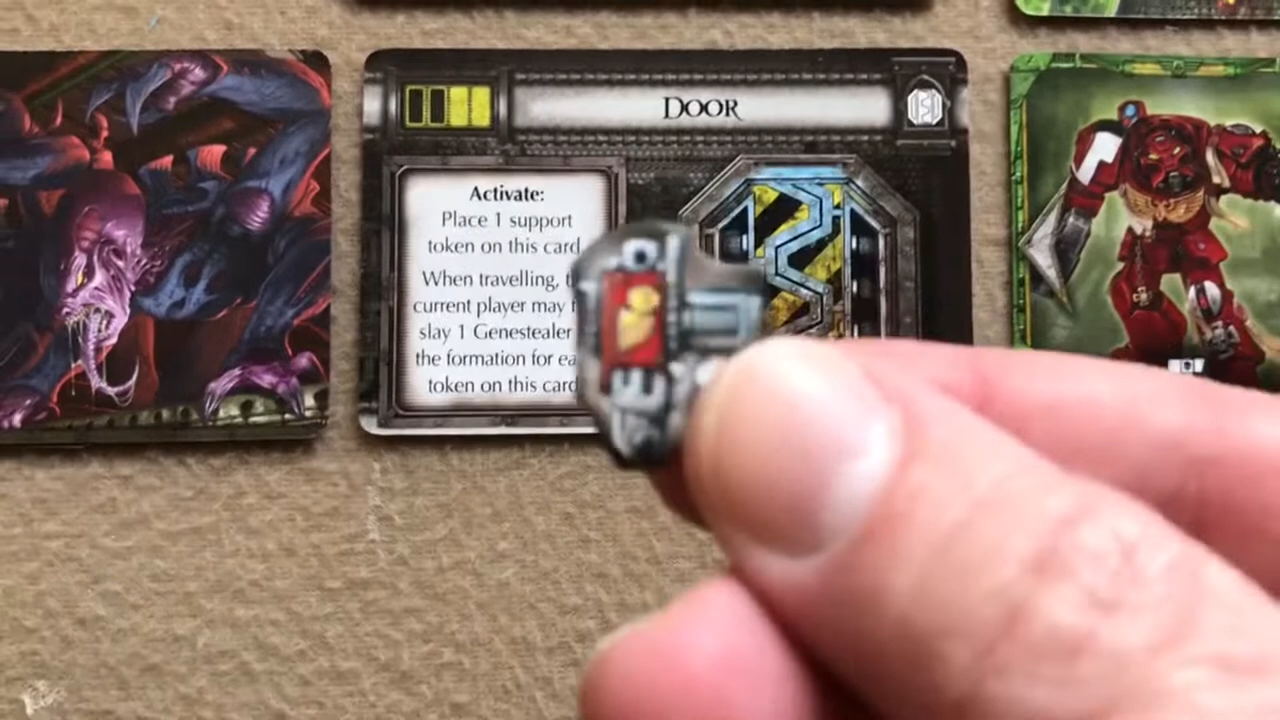 DOOR
Activate:
Place 1 support
token on this card
When travelling,
current player may
slay 1 Genestealer
the formation for
token on this card